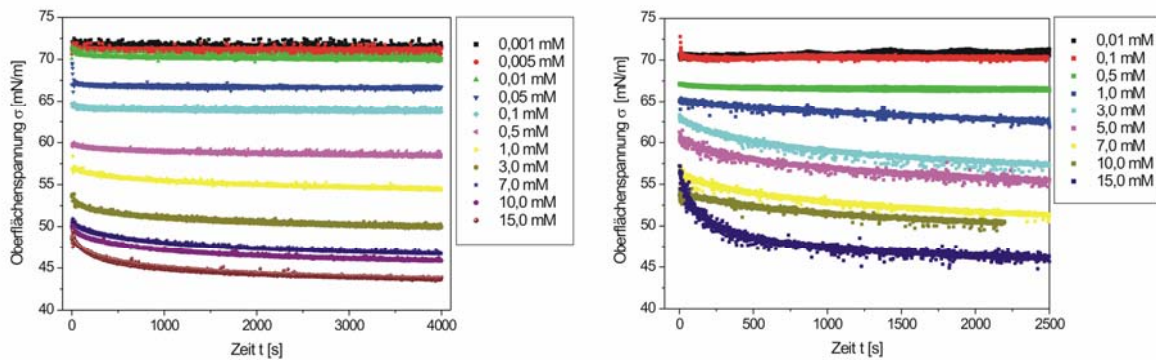 75
70
65
60
55
50
45
40
Oberflächenspannung σ [mN/m]
0
1000
2000
3000
4000
Zeit t [s]
0,001 mM
0,005 mM
0,01 mM
0,05 mM
0,1 mM
0,5 mM
1,0 mM
3,0 mM
7,0 mM
10,0 mM
15,0 mM
75
70
65
60
55
50
45
40
Oberflächenspannung σ [mN/m]
0
500
1000
1500
2000
2500
Zeit t [s]
0,01 mM
0,1 mM
0,5 mM
1,0 mM
3,0 mM
5,0 mM
7,0 mM
10,0 mM
15,0 mM